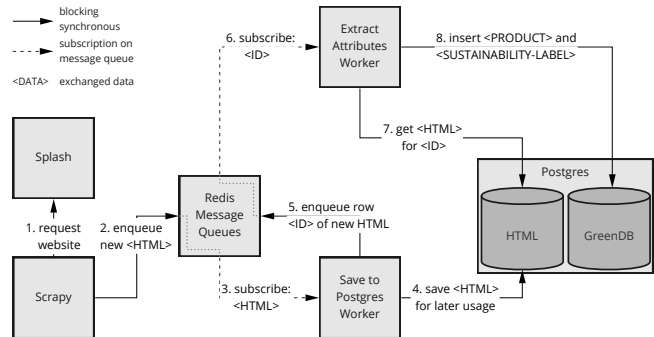 blocking
synchronous
subscription on
message queue
<DATA> exchanged data
6. subscribe:
<ID>
Extract
Attributes
Worker
8. insert <PRODUCT> and
<SUSTAINABILITY-LABEL>
7. get <HTML>
for <ID>
Splash
Postgres
HTML
GreenDB
Redis
Message
Queues
5. enqueue row
<ID> of new HTML
1. request
website
2. enqueue
new <HTML>
Scrapy
3. subscribe:
<HTML>
Save to
Postgres
Worker
4. save <HTML>
for later usage